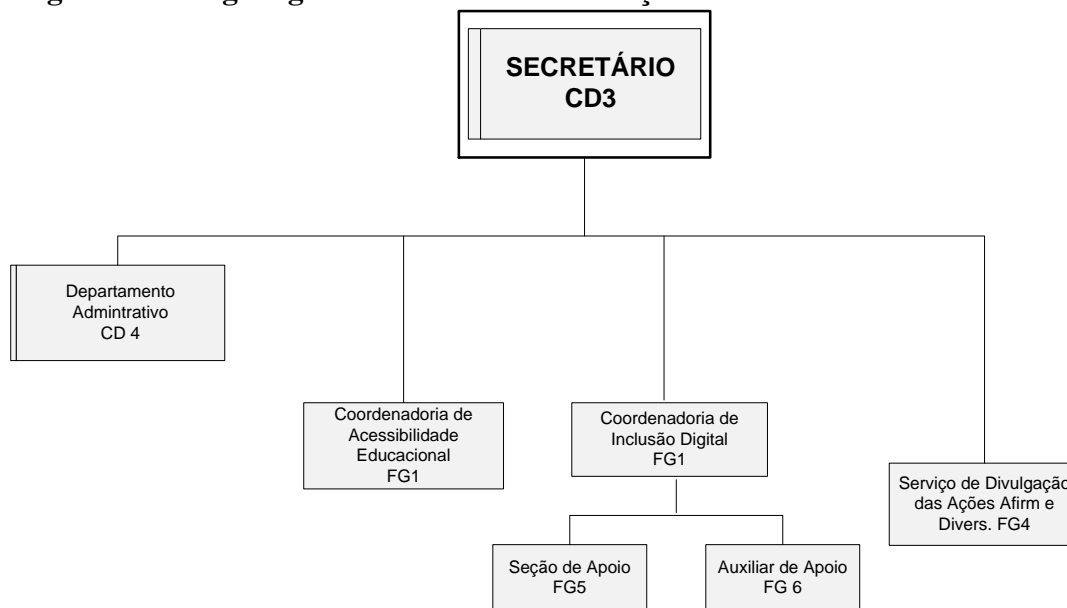 SECRETÁRIO
CD3
Departamento
Admintrativo
CD 4
Coordenadoria de
Acessibilidade
Educacional
FG1
Coordenadoria de
Inclusão Digital
FG1
Serviço de Divulgação
das Ações Afirm e
Divers. FG4
Seção de Apoio
FG5
Auxiliar de Apoio
FG 6